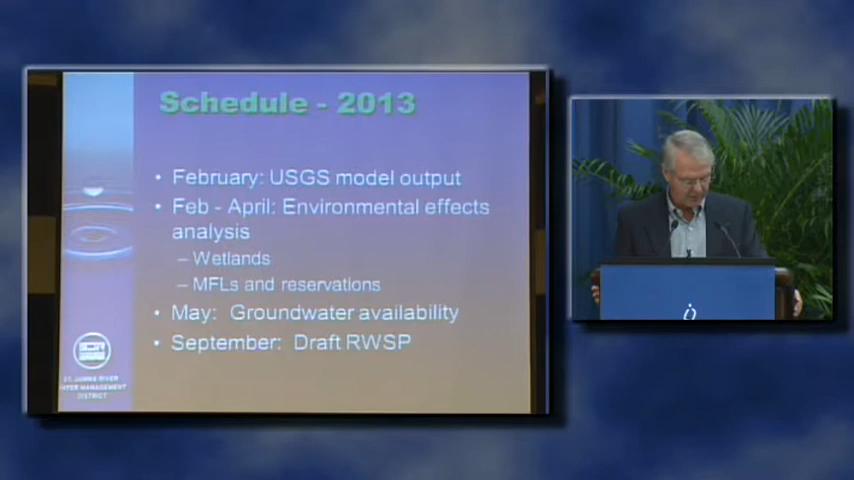 Schedule - 2013
• February: USGS model output
• Feb - April: Environmental effects
analysis
– Wetlands
– MFLs and reservations
• May: Groundwater availability
• September: Draft RWSP
ST. JOHNS RIVER
WATER MANAGEMENT
DISTRICT